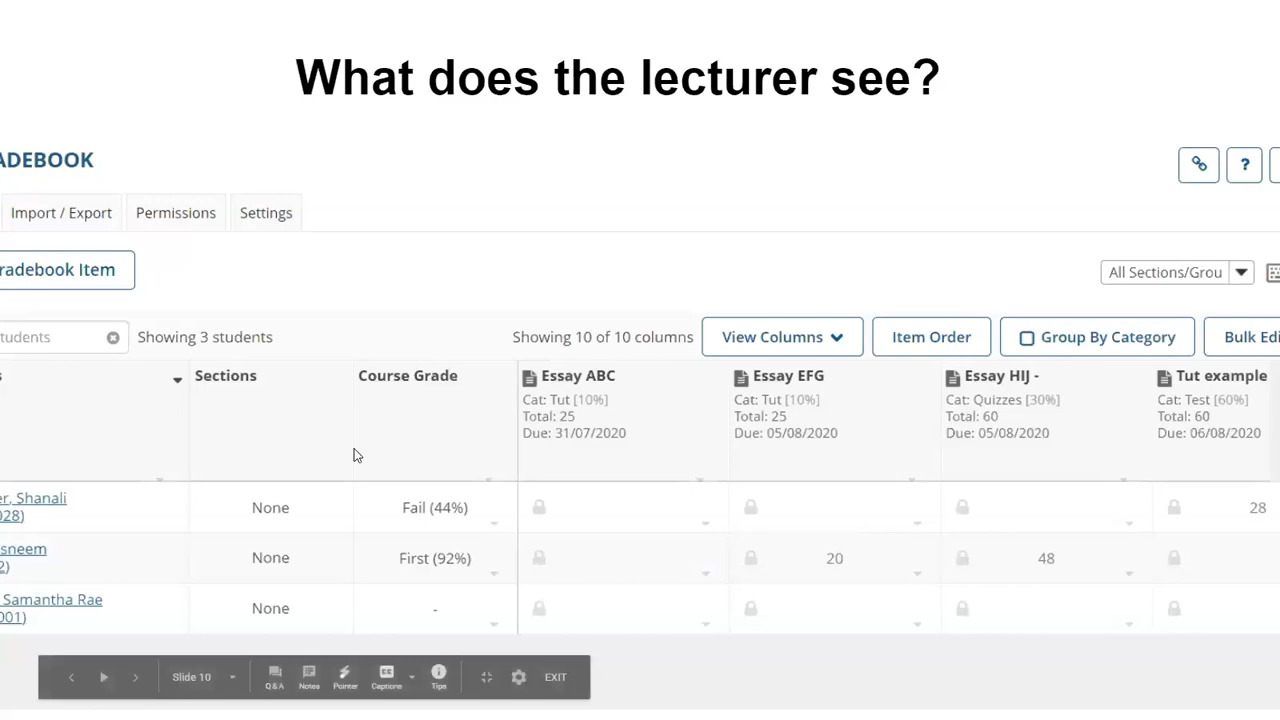 What does the lecturer see?
ADEBOOK
?
Import / Export Permissions Settings
radebook Item
All Sections/Grou
tudents Showing 3 students Showing 10 of 10 columns View Columns Item Order Group By Category Bulk Edi
s Sections Course Grade Essay ABC Essay EFG Essay HIJ - Tut example
Cat: Tut [10%] Cat: Tut [10%] Cat: Quizzes [30%] Cat: Test [60%]
Total: 25 Total: 25 Total: 60 Total: 60
Due: 31/07/2020 Due: 05/08/2020 Due: 05/08/2020 Due: 06/08/2020
er, Shanali None Fail (44%) 28
028)
sneem None First (92%) 20 48
2)
Samantha Rae None -
001)
Slide 10 Q&A Notes Pointer CC Captions Tips EXIT